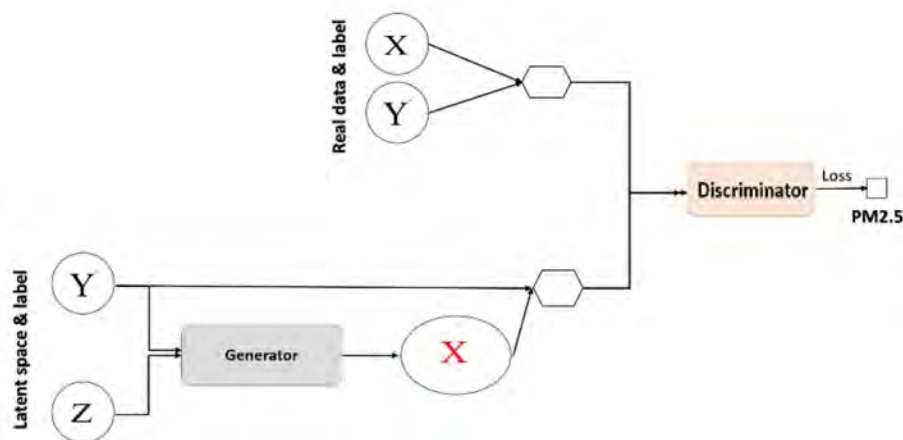 Real data & label
X
Y
Discriminator
Loss
PM2.5
Latent space & label
Y
Generator
X
Z